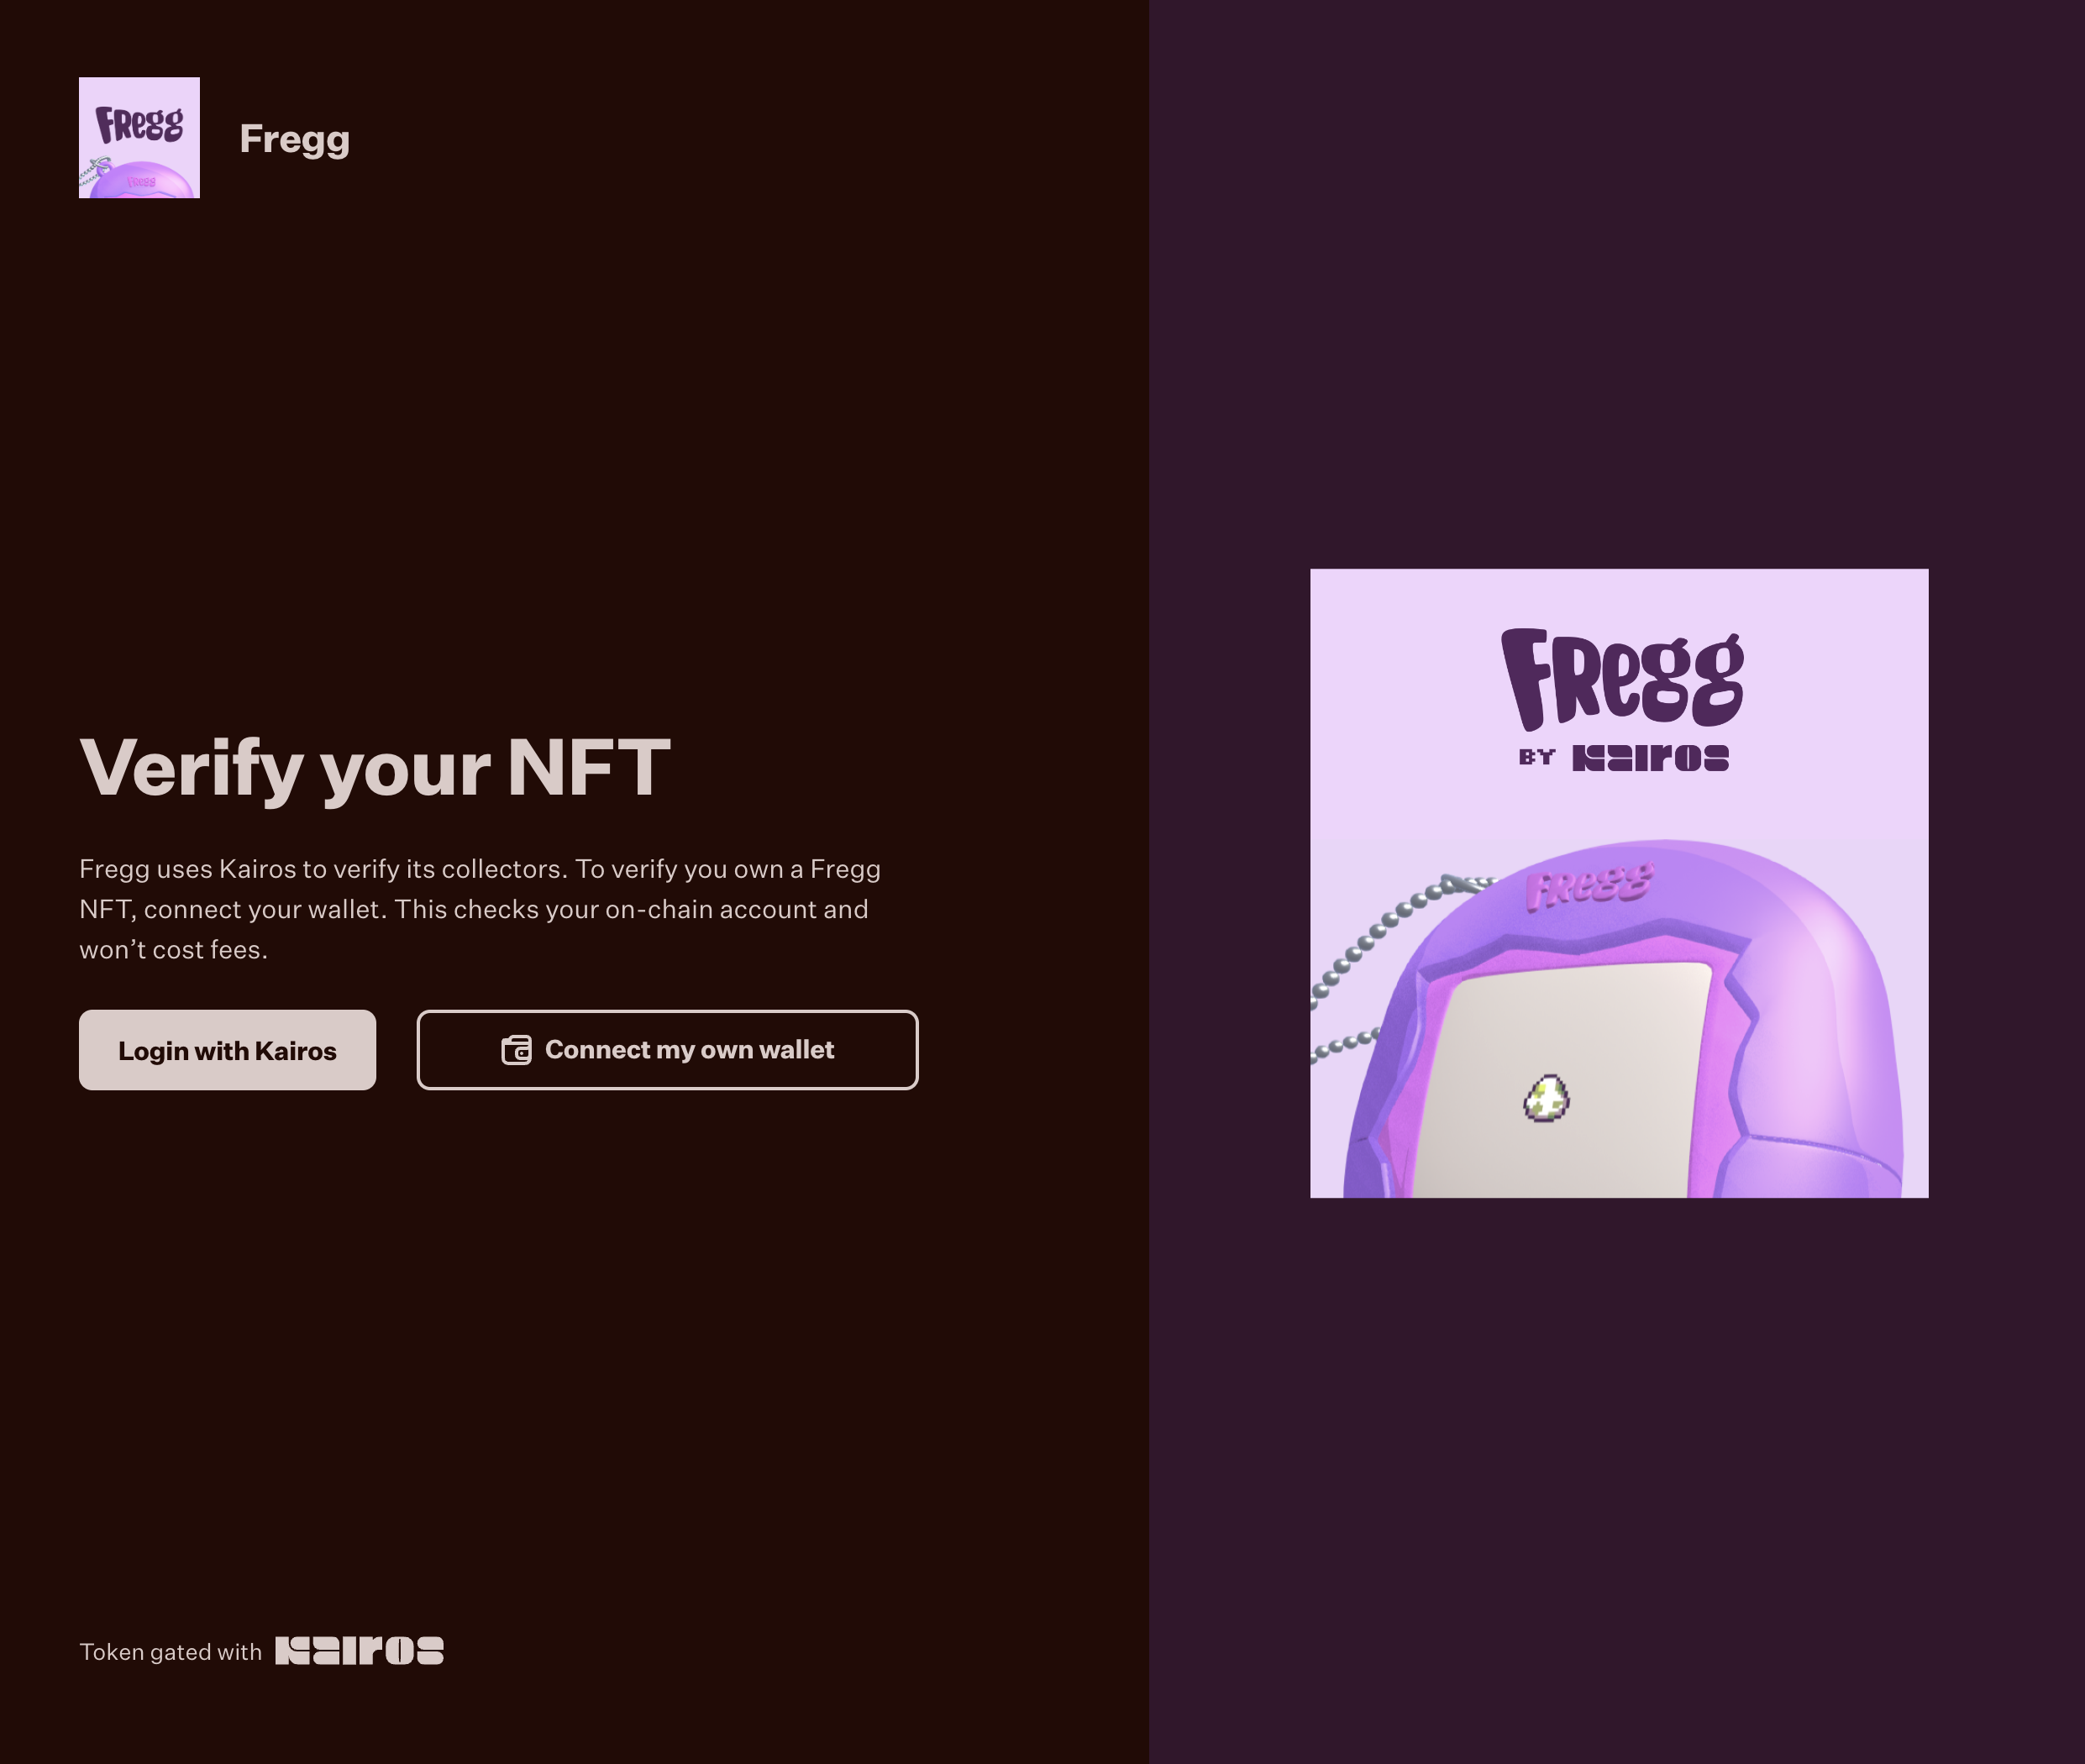 FRegg
FRegg
Fregg
Verify your NFT
Fregg uses Kairos to verify its collectors. To verify you own a Fregg
NFT, connect your wallet. This checks your on-chain account and
won’t cost fees.
Login with Kairos
Connect my own wallet
Token gated with Kairos
FRegg
BY Kairos
FRegg